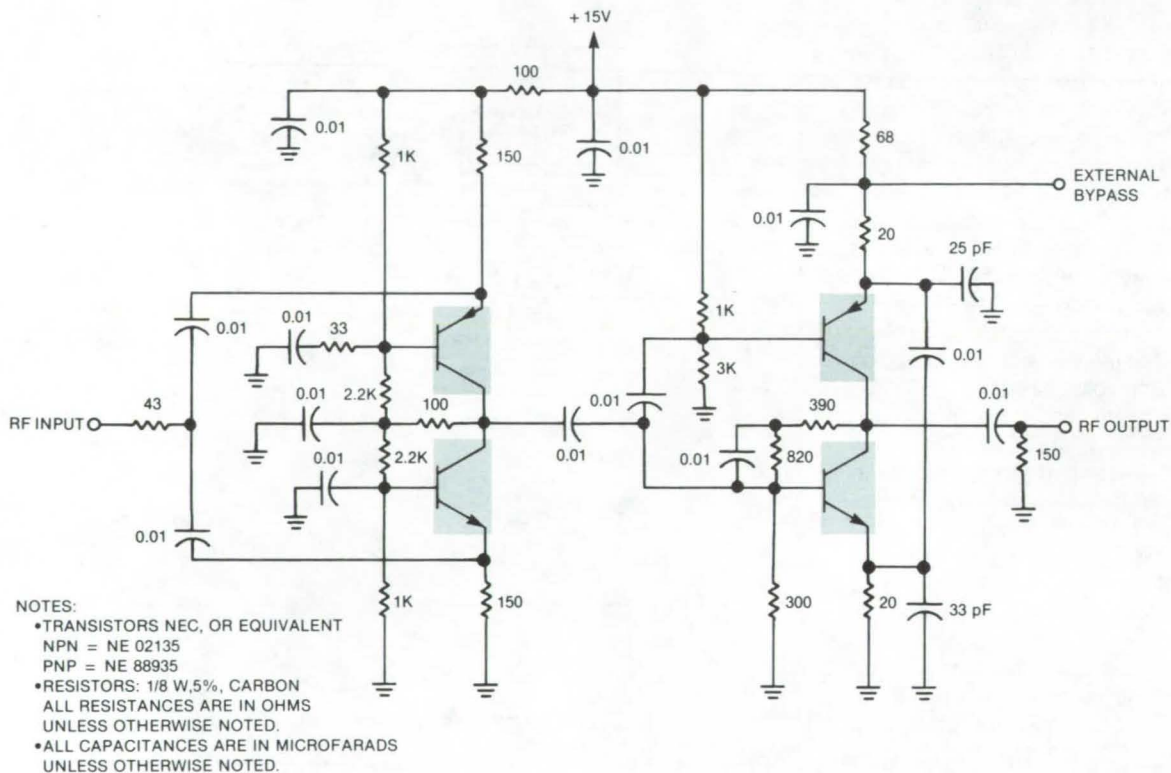 + 15V
100
0.01
1K
150
0.01
68
EXTERNAL
BYPASS
0.01
20
25 pF
0.01
0.01
33
1K
3K
0.01
2.2K
0.01
100
0.01
390
0.01
43
RF INPUT
0.01
RF OUTPUT
150
0.01
2.2K
0.01
820
0.01
1K
150
300
20
33 pF
NOTES:
•TRANSISTORS NEC, OR EQUIVALENT
NPN = NE 02135
PNP = NE 88935
•RESISTORS: 1/8 W,5%, CARBON
ALL RESISTANCES ARE IN OHMS
UNLESS OTHERWISE NOTED.
•ALL CAPACITANCES ARE IN MICROFARADS
UNLESS OTHERWISE NOTED.